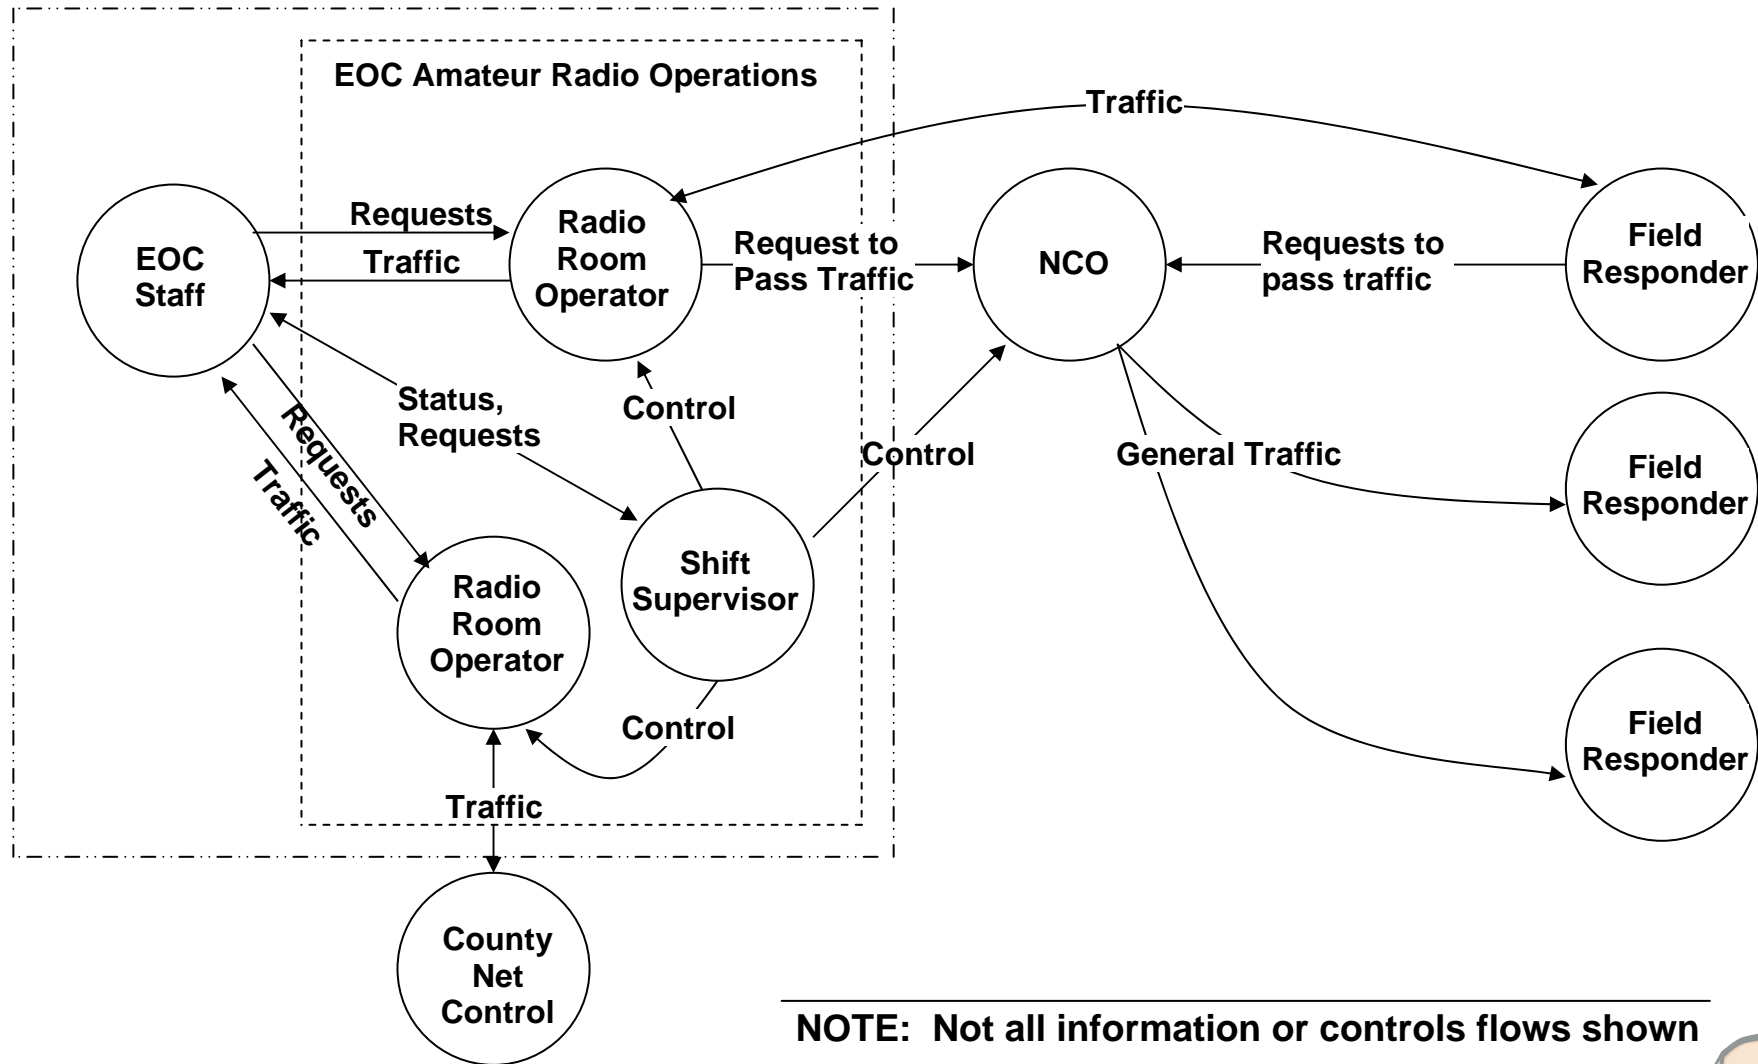 EOC Amateur Radio Operations
Traffic
Requests
Traffic
EOC
Staff
Radio
Room
Operator
Request to
Pass Traffic
NCO
Requests to
pass traffic
Field
Responder
Status,
Requests
Control
Requests
Traffic
Control
General Traffic
Field
Responder
Radio
Room
Operator
Shift
Supervisor
Control
Field
Responder
Traffic
County
Net
Control
NOTE: Not all information or controls flows shown